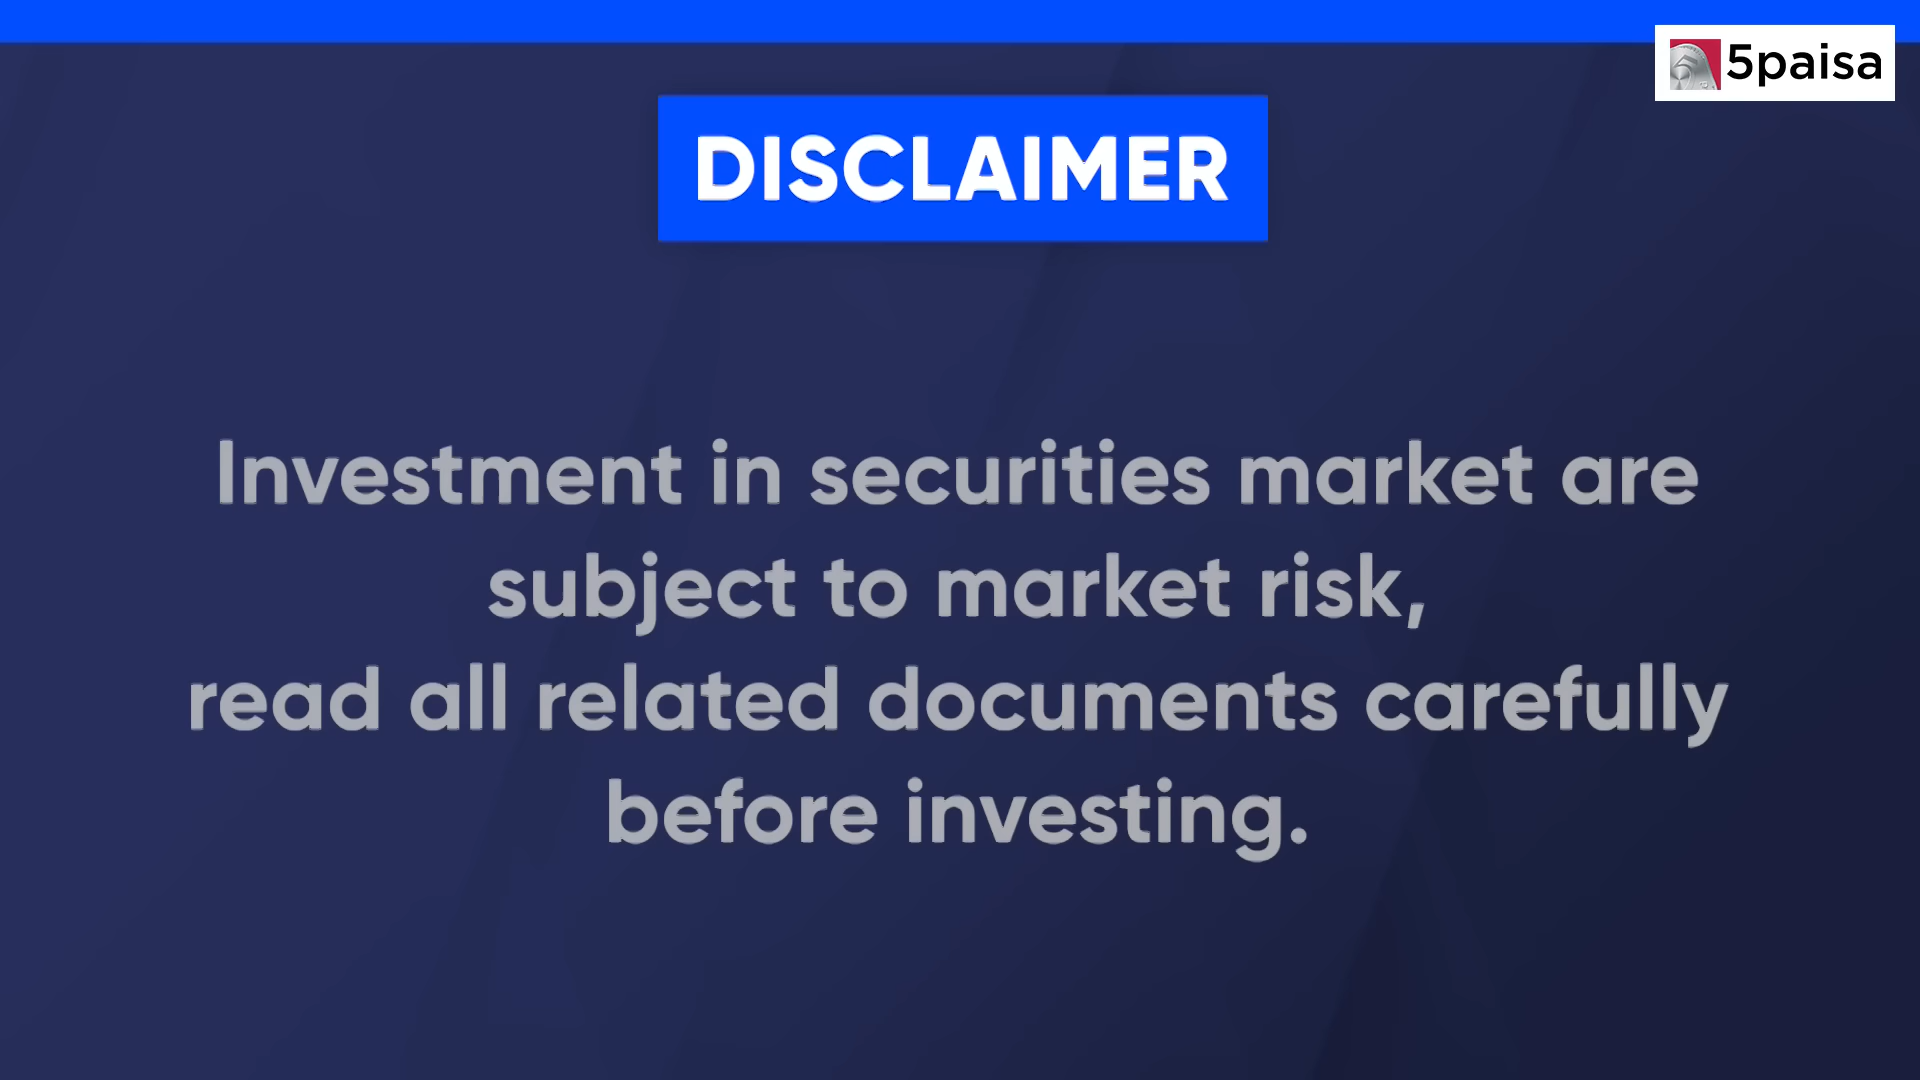 5paisa
DISCLAIMER
Investment in securities market are
subject to market risk,
read all related documents carefully
before investing.